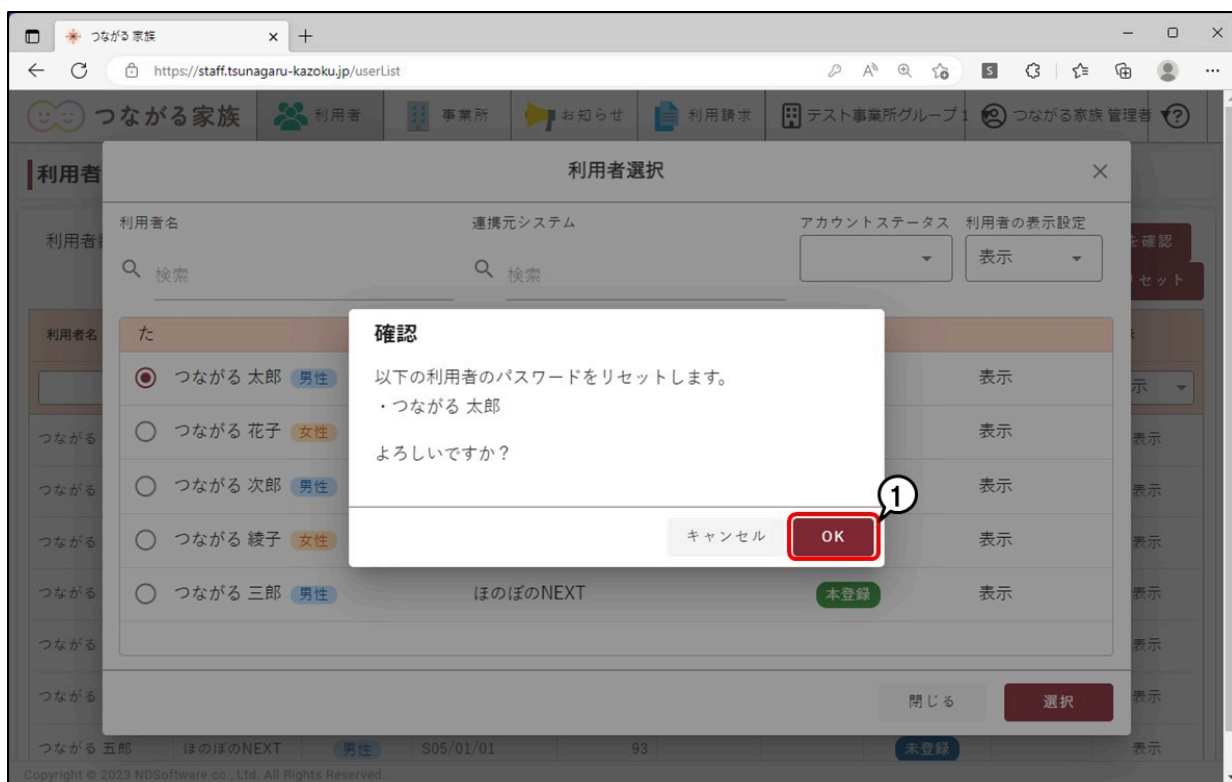 つながる家族
https://staff.tsunagaru-kazoku.jp/userList
つながる家族 利用者 事業所 お知らせ 利用請求 テスト事業所グループ1 つながる家族 管理者
利用者
利用者選択
利用者
を確認
リセット
利用者名 連携元システム アカウントステータス 利用者の表示設定
検索 検索 表示
利用者名
た
つながる 太郎 男性 表示
つながる 花子 女性 表示
つながる 次郎 男性 表示
つながる 綾子 女性 表示
つながる 三郎 男性 ほのぼのNEXT 本登録 表示
確認
以下の利用者のパスワードをリセットします。
・つながる 太郎
よろしいですか？
キャンセル OK
1
閉じる 選択
示
つながる 表示
つながる 表示
つながる 表示
つながる 表示
つながる 表示
つながる 表示
つながる 五郎 ほのぼのNEXT 男性 S05/01/01 93 未登録 表示
Copyright © 2023 NDSoftware co., Ltd. All Rights Reserved.